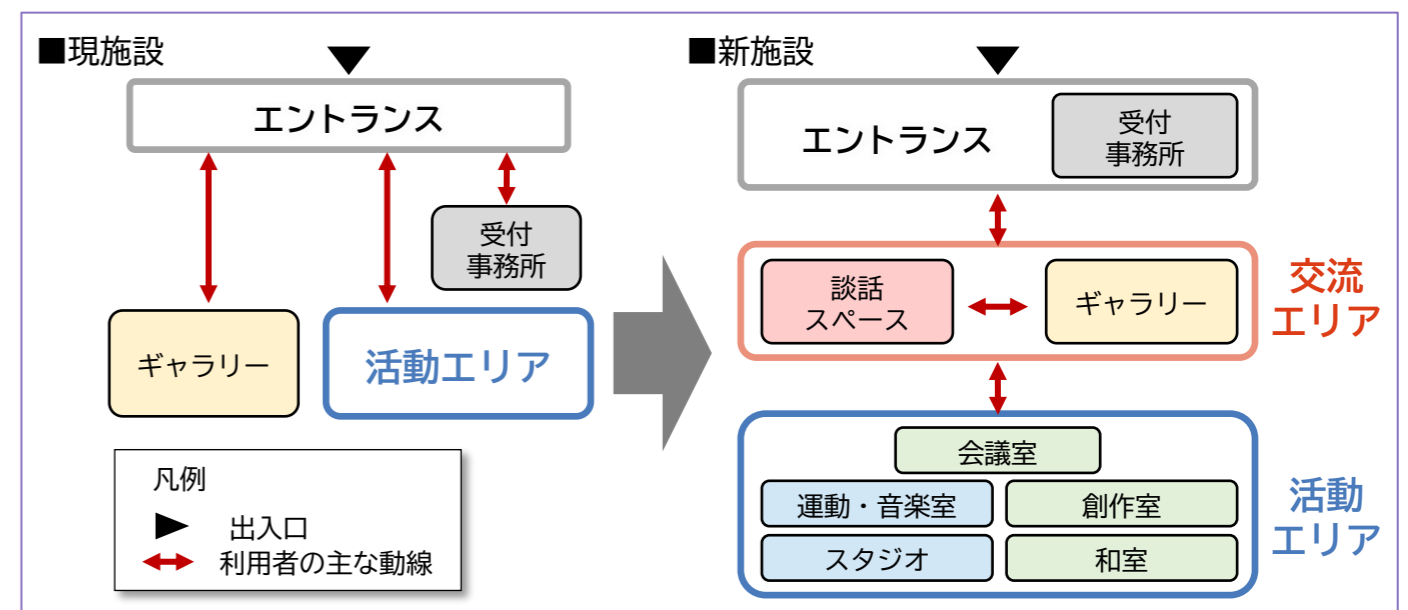 ■現施設
エントランス
受付
事務所
ギャラリー
活動エリア
凡例
出入口
利用者の主な動線
■新施設
エントランス
受付
事務所
談話
スペース
ギャラリー
交流
エリア
会議室
運動・音楽室
創作室
スタジオ
和室
活動
エリア